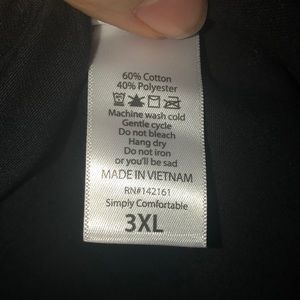 60% Cotton
40% Polyester
Machine wash cold
Gentle cycle
Do not bleach
Hang dry
Do not iron
or you'll be sad
MADE IN VIETNAM
RN#142161
Simply Comfortable
3XL